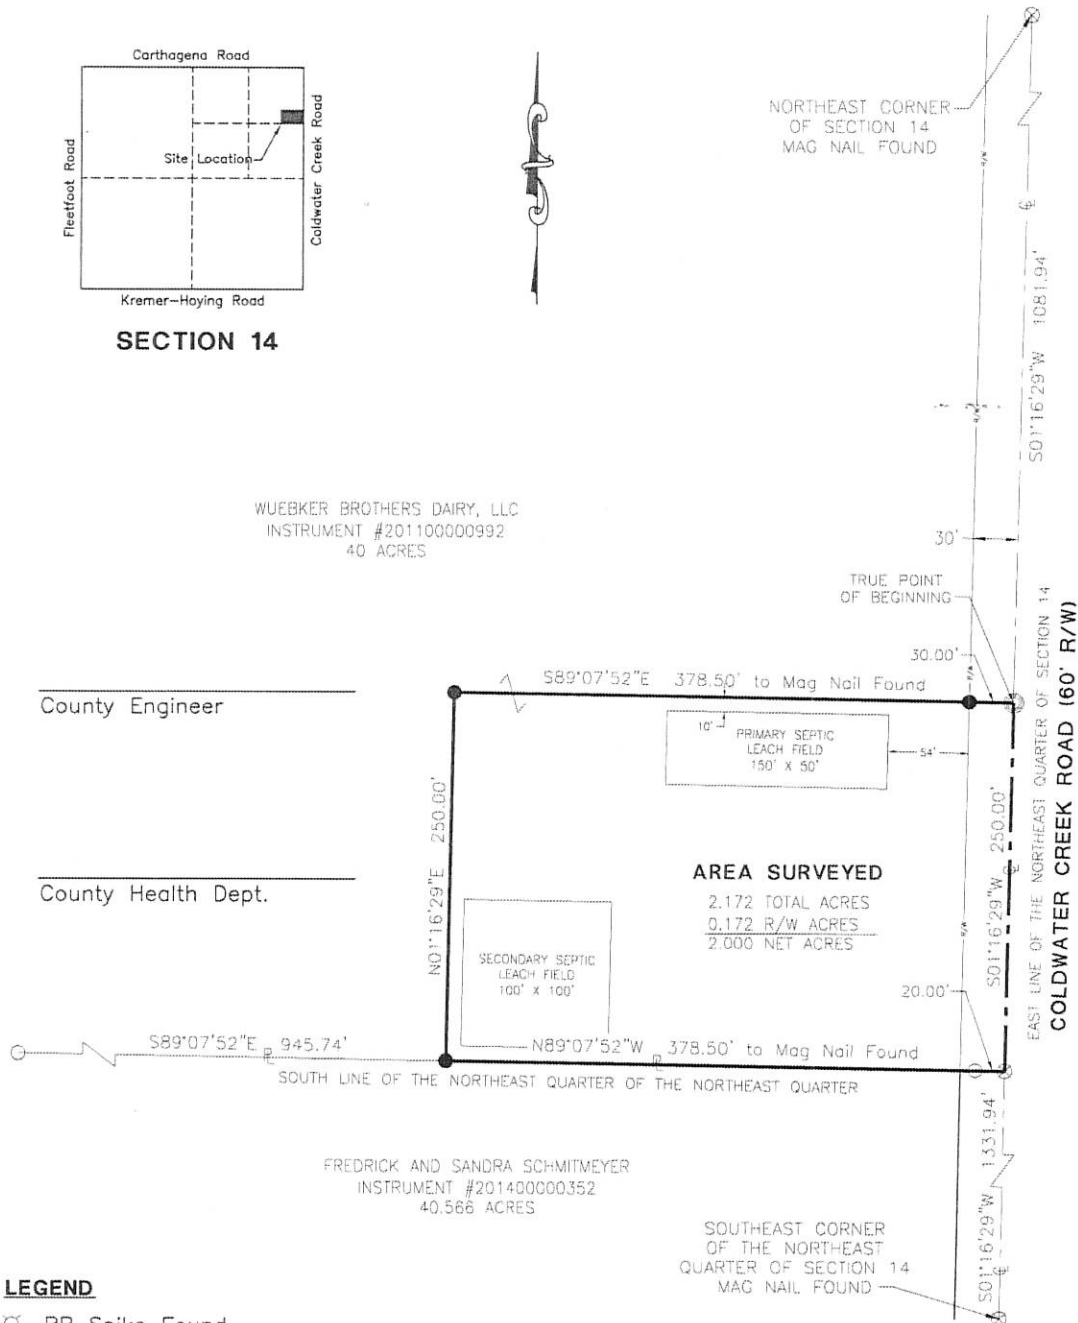 Carthagena Road
Fleetfoot Road
Site Location
Coldwater Creek Road
Kremer-Hoying Road
SECTION 14
NORTHEAST CORNER
OF SECTION 14
MAG NAIL FOUND
R/W
S01°16'29"W 1081.94'
R/W
WUEBKER BROTHERS DAIRY, LLC
INSTRUMENT #201100000992
40 ACRES
30'
TRUE POINT
OF BEGINNING
30.00'
R/W
S89°07'52"E 378.50' to Mag Nail Found
County Engineer
10'
PRIMARY SEPTIC
LEACH FIELD
150' X 50'
54'
N01°16'29"E 250.00'
S01°16'29"W 250.00'
EAST LINE OF THE NORTHEAST QUARTER OF SECTION 14
COLDWATER CREEK ROAD (60' R/W)
County Health Dept.
AREA SURVEYED
2.172 TOTAL ACRES
0.172 R/W ACRES
2.000 NET ACRES
R/W
SECONDARY SEPTIC
LEACH FIELD
100' X 100'
20.00'
S89°07'52"E 945.74'
N89°07'52"W 378.50' to Mag Nail Found
SOUTH LINE OF THE NORTHEAST QUARTER OF THE NORTHEAST QUARTER
S01°16'29"W 1331.94'
FREDRICK AND SANDRA SCHMITMEYER
INSTRUMENT #201400000352
40.566 ACRES
SOUTHEAST CORNER
OF THE NORTHEAST
QUARTER OF SECTION 14
MAG NAIL FOUND
LEGEND
RR Spike Found